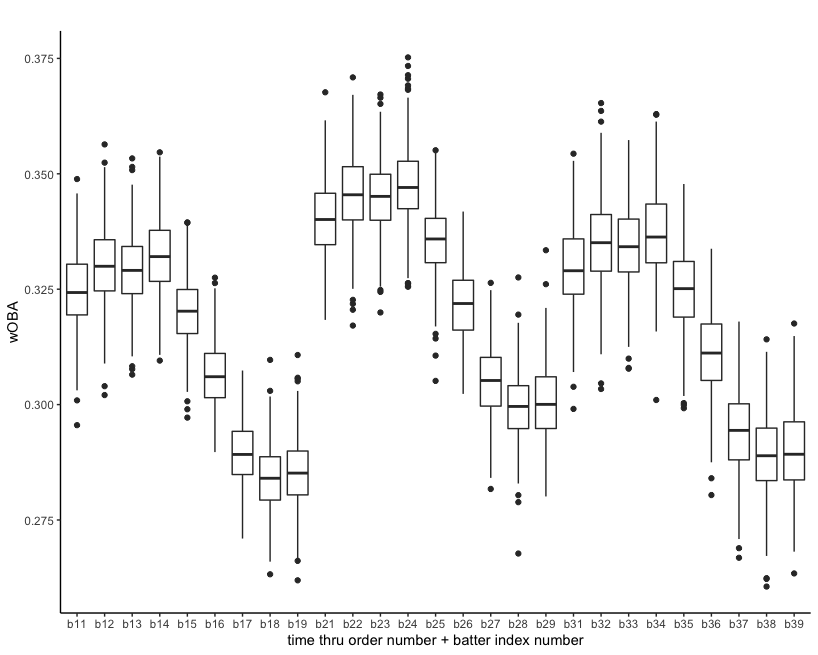 0.375
0.350
wOBA
0.325
0.300
0.275
b11 b12 b13 b14 b15 b16 b17 b18 b19 b21 b22 b23 b24 b25 b26 b27 b28 b29 b31 b32 b33 b34 b35 b36 b37 b38 b39
time thru order number + batter index number